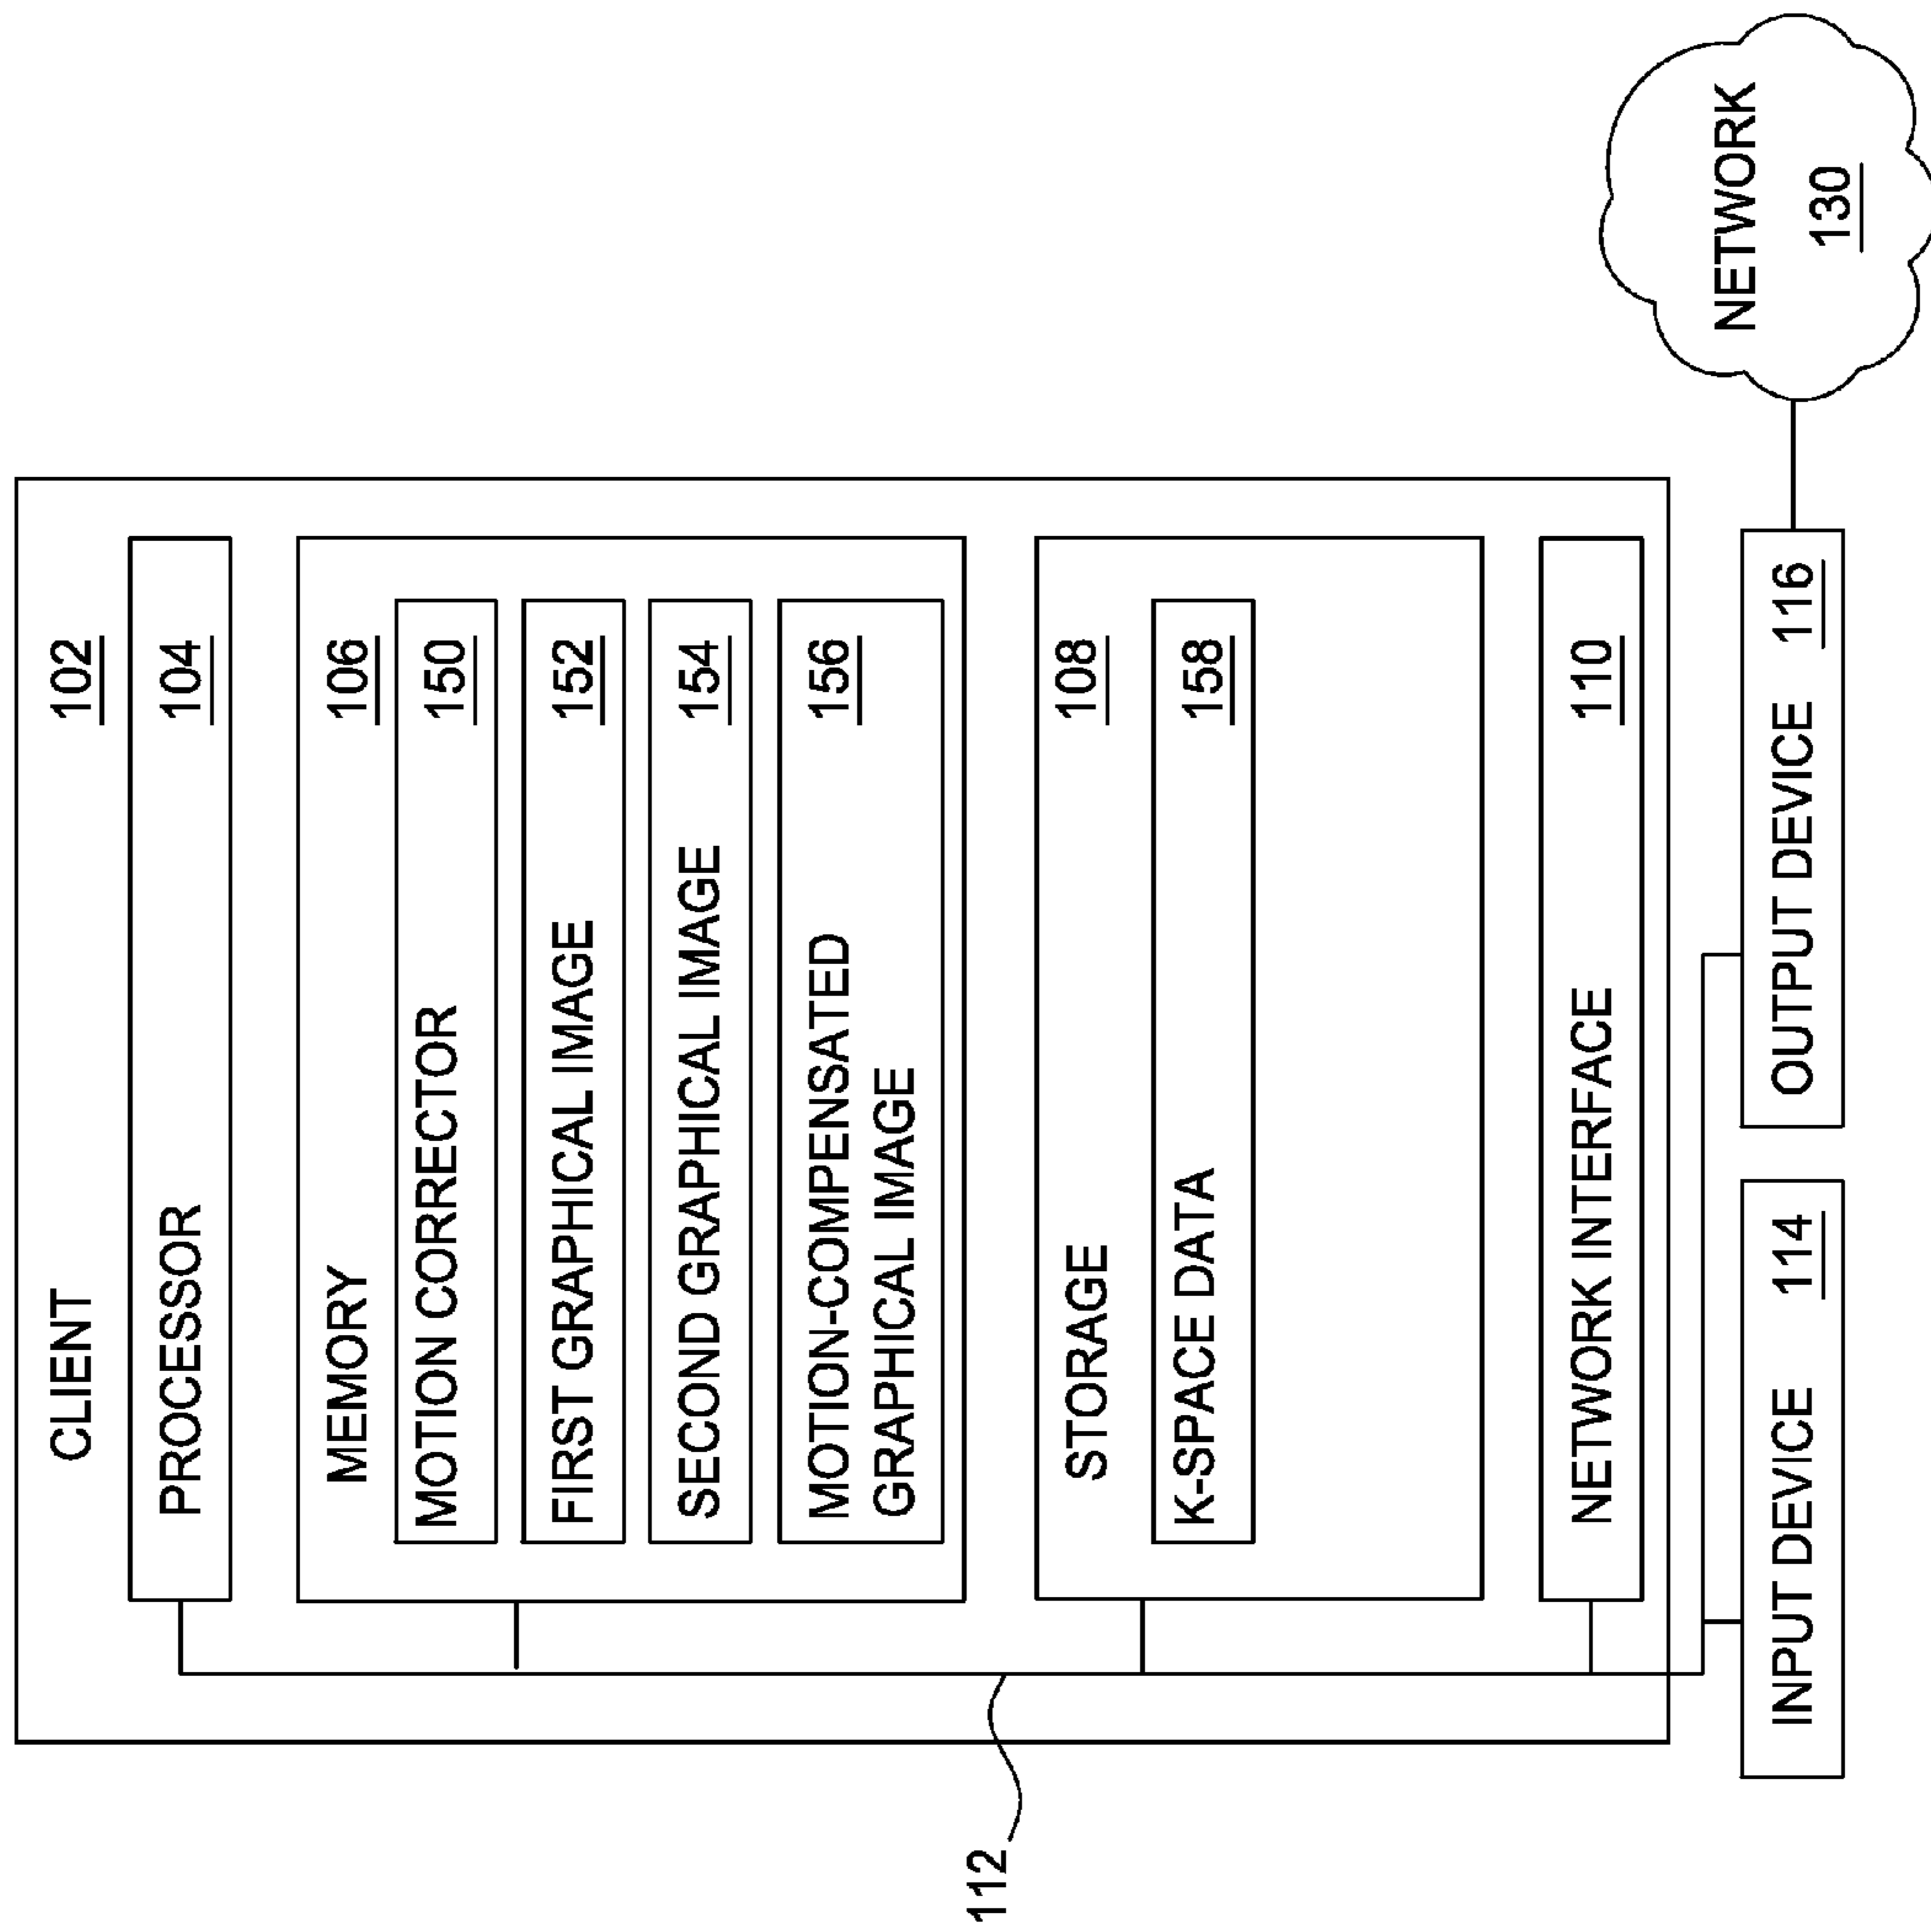 CLIENT 102
PROCESSOR 104
MEMORY 106
MOTION CORRECTOR 150
FIRST GRAPHICAL IMAGE 152
SECOND GRAPHICAL IMAGE 154
MOTION-COMPENSATED 156
GRAPHICAL IMAGE
STORAGE 108
K-SPACE DATA 158
NETWORK INTERFACE 110
112
INPUT DEVICE 114
OUTPUT DEVICE 116
NETWORK
130